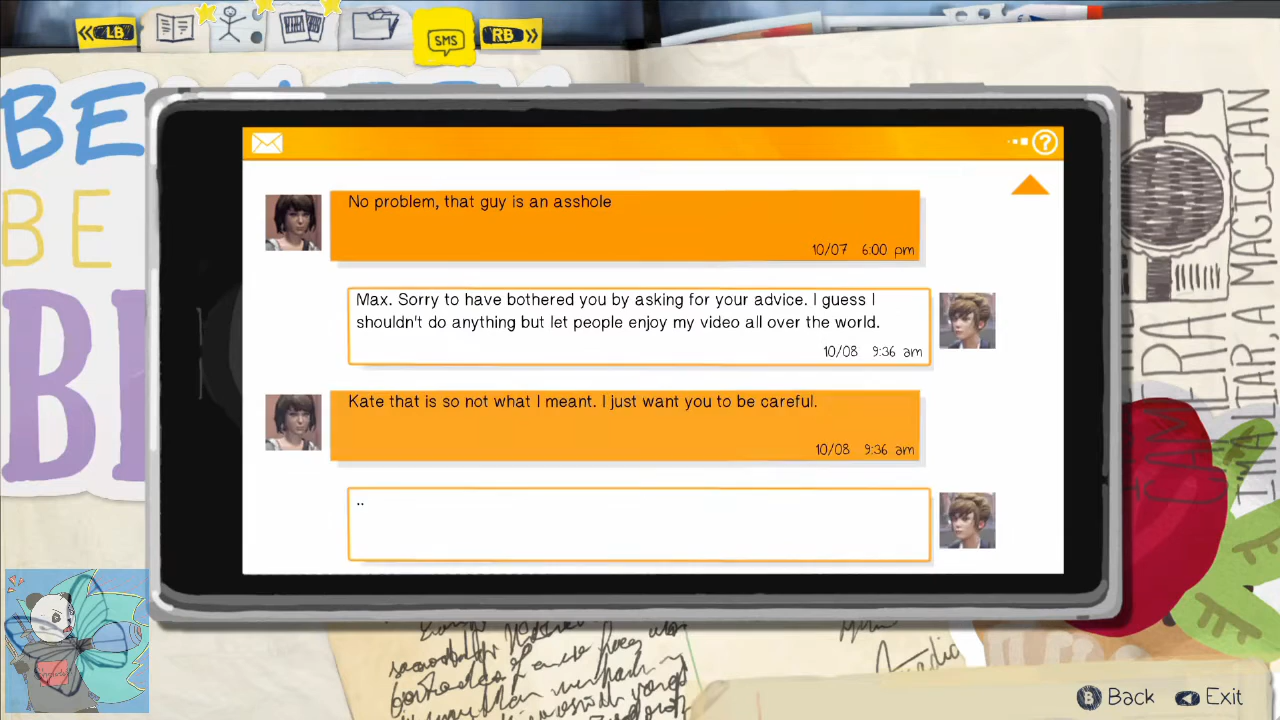 LB
SMS
RB
BE
BE
No problem, that guy is an asshole
10/07 6:00 pm
Max. Sorry to have bothered you by asking for your advice. I guess I
shouldn't do anything but let people enjoy my video all over the world.
10/08 9:36 am
Kate that is so not what I meant. I just want you to be careful.
10/08 9:36 am
..
Back
Exit